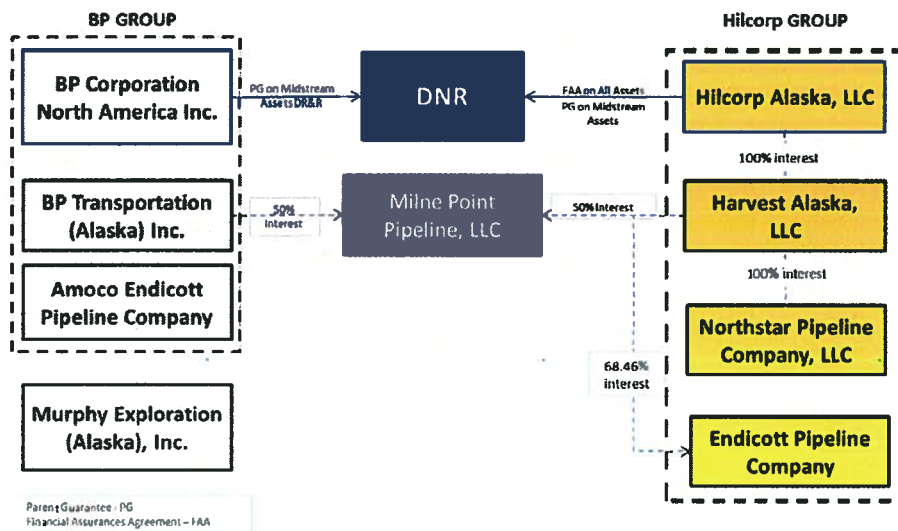 BP GROUP
BP Corporation
North America Inc.
BP Transportation
(Alaska) Inc.
Amoco Endicott
Pipeline Company
Murphy Exploration
(Alaska), Inc.
PG on Midstream
Assets DR&R
50%
Interest
DNR
Milne Point
Pipeline, LLC
FAA on All Assets
PG on Midstream
Assets
50% Interest
68.46%
interest
Hilcorp GROUP
Hilcorp Alaska, LLC
100% interest
Harvest Alaska,
LLC
100% interest
Northstar Pipeline
Company, LLC
Endicott Pipeline
Company
Parent Guarantee - PG
Financial Assurances Agreement – FAA